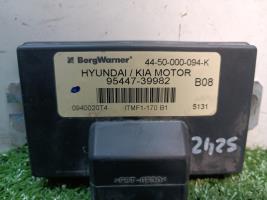 BorgWarner
44-50-000-094-K
HYUNDAI / KIA MOTOR
95447-39982 B08
0940020T4 ITMF1-170 B1 5131
2425